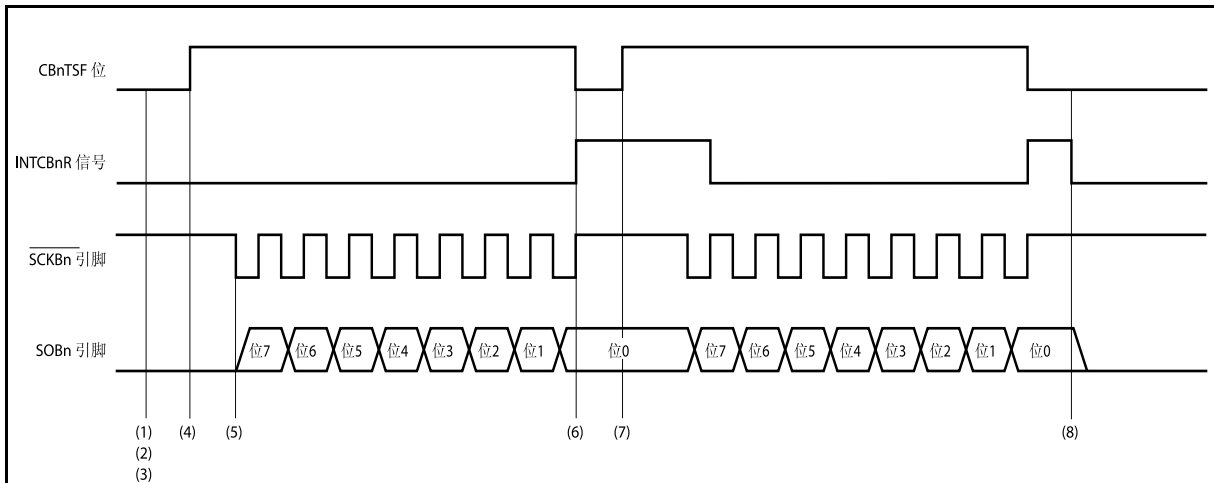 CBnTSF 位
INTCBnR 信号
SCKBn 引脚
SOBn 引脚
位7 位6 位5 位4 位3 位2 位1 位0 位7 位6 位5 位4 位3 位2 位1 位0
(1) (4) (5) (6) (7) (8)
(2)
(3)